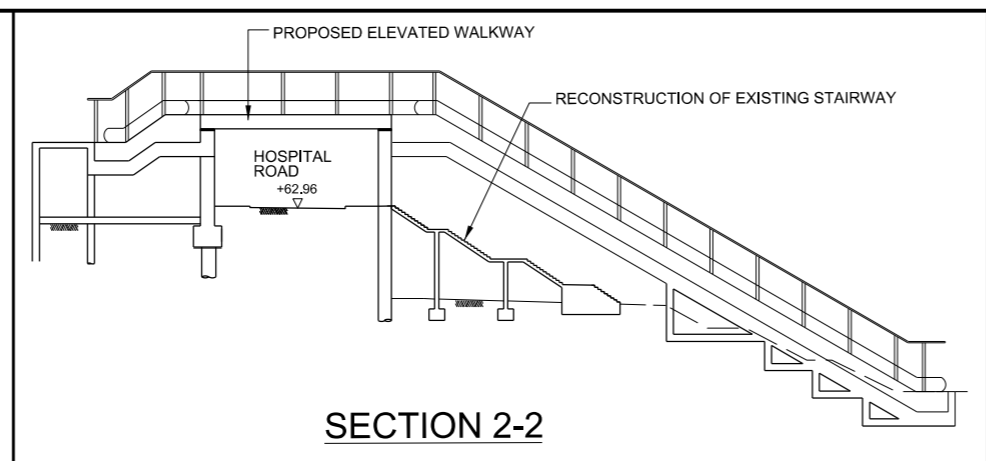 PROPOSED ELEVATED WALKWAY
RECONSTRUCTION OF EXISTING STAIRWAY
HOSPITAL
ROAD
+62.96
SECTION 2-2